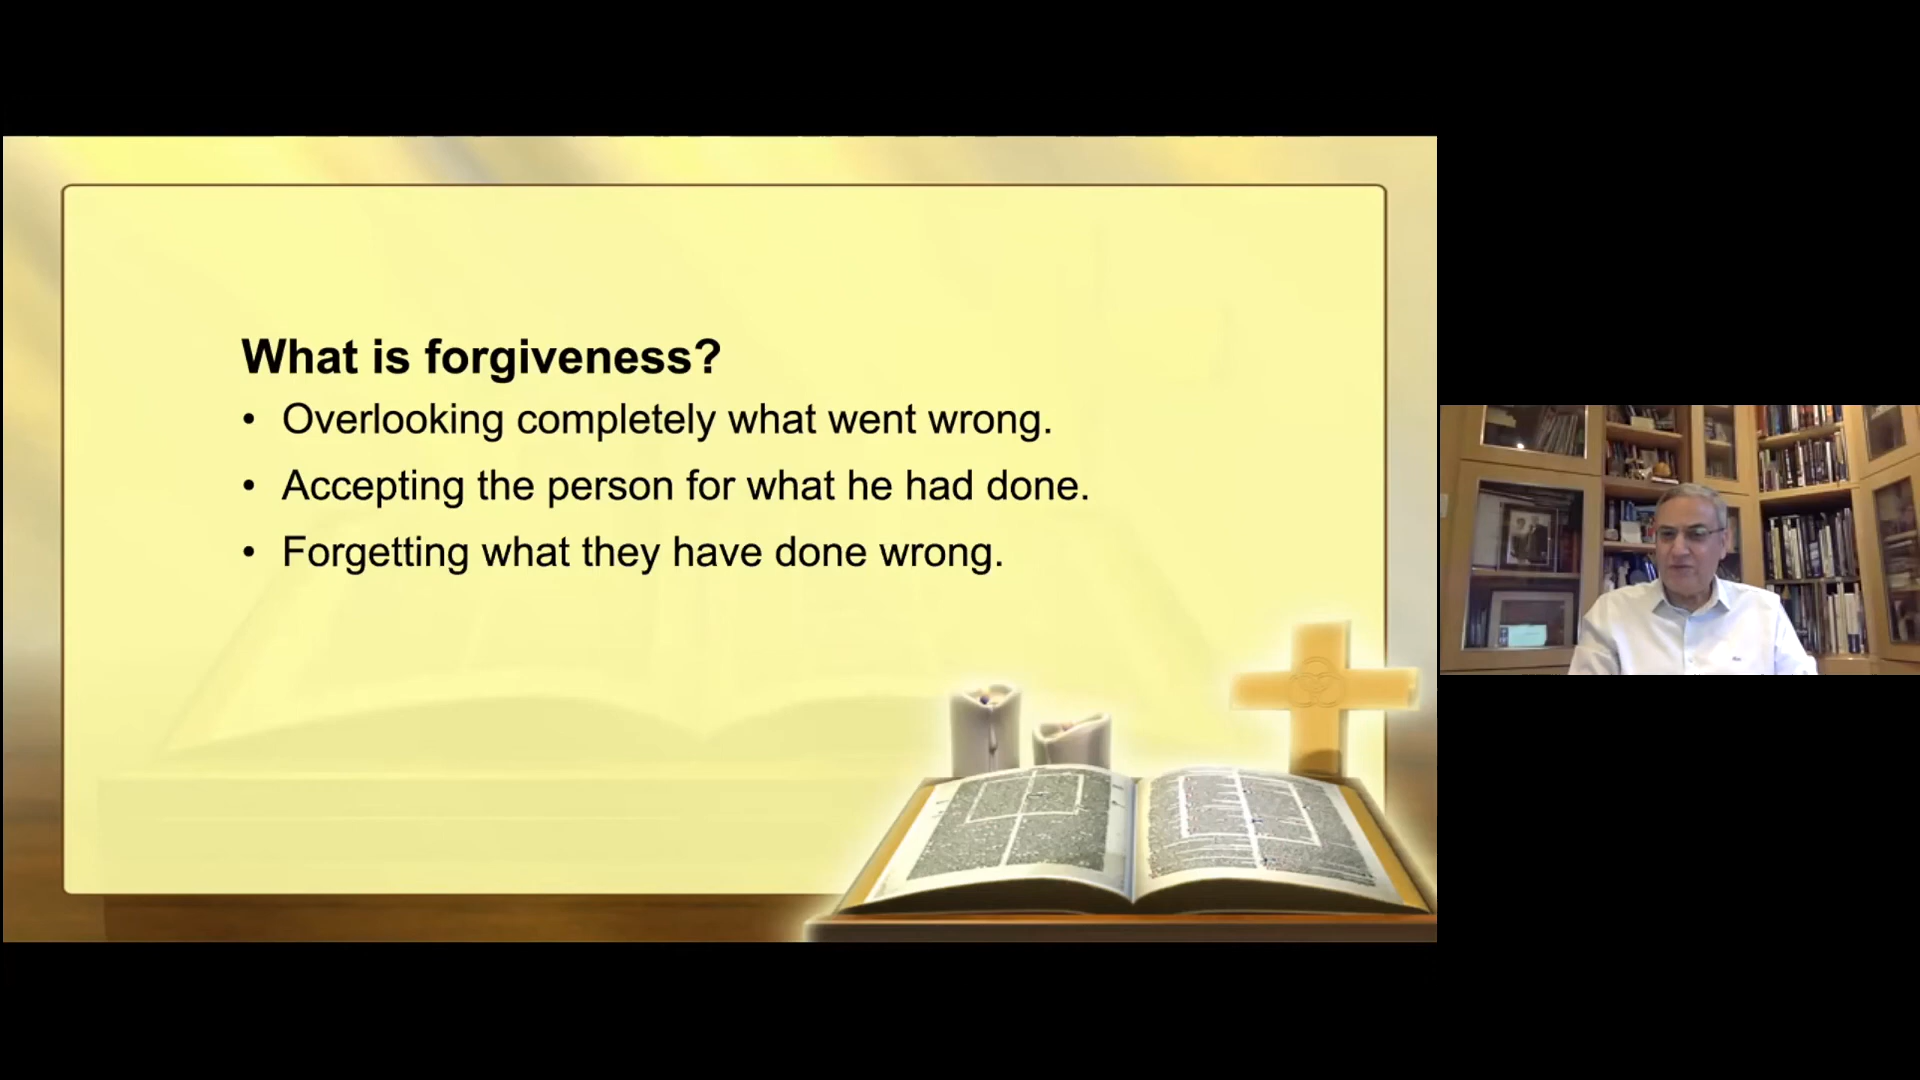 What is forgiveness?
• Overlooking completely what went wrong.
• Accepting the person for what he had done.
• Forgetting what they have done wrong.